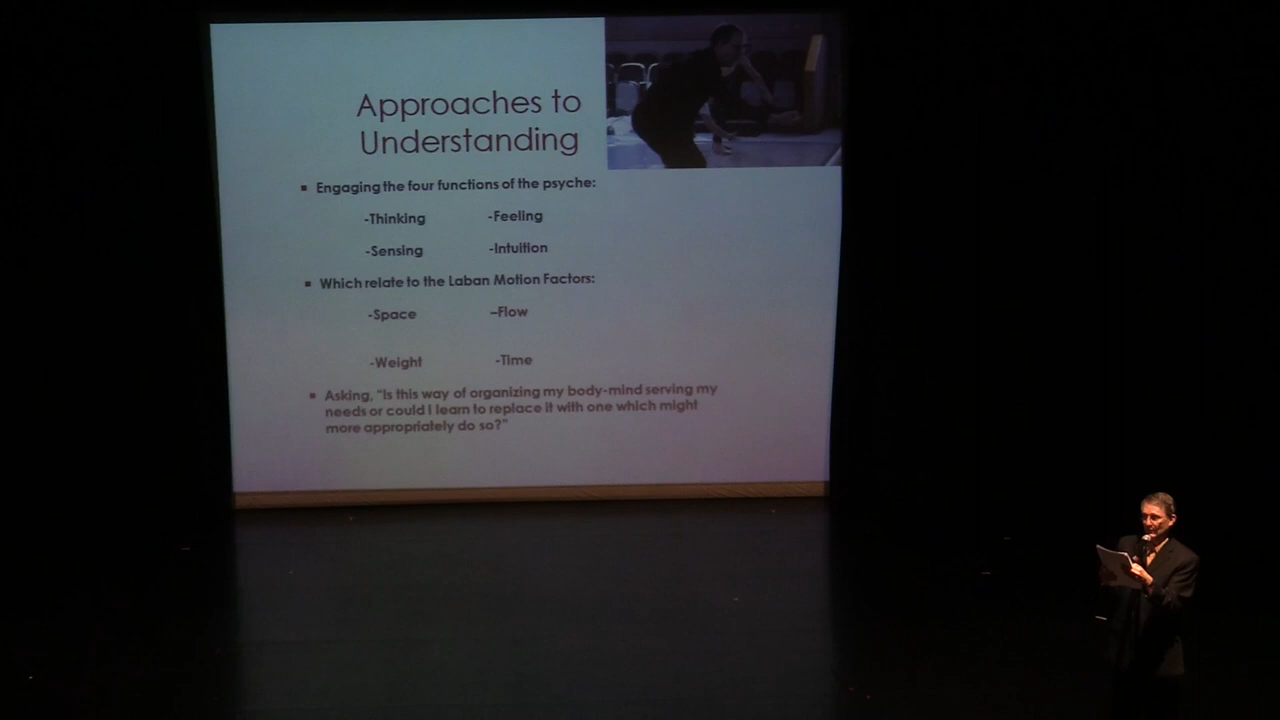 Approaches to
Understanding
▪ Engaging the four functions of the psyche:
-Thinking -Feeling
-Sensing -Intuition
▪ Which relate to the Laban Motion Factors:
-Space –Flow
-Weight -Time
▪ Asking, "Is this way of organizing my body-mind serving my
needs or could I learn to replace it with one which might
more appropriately do so?"